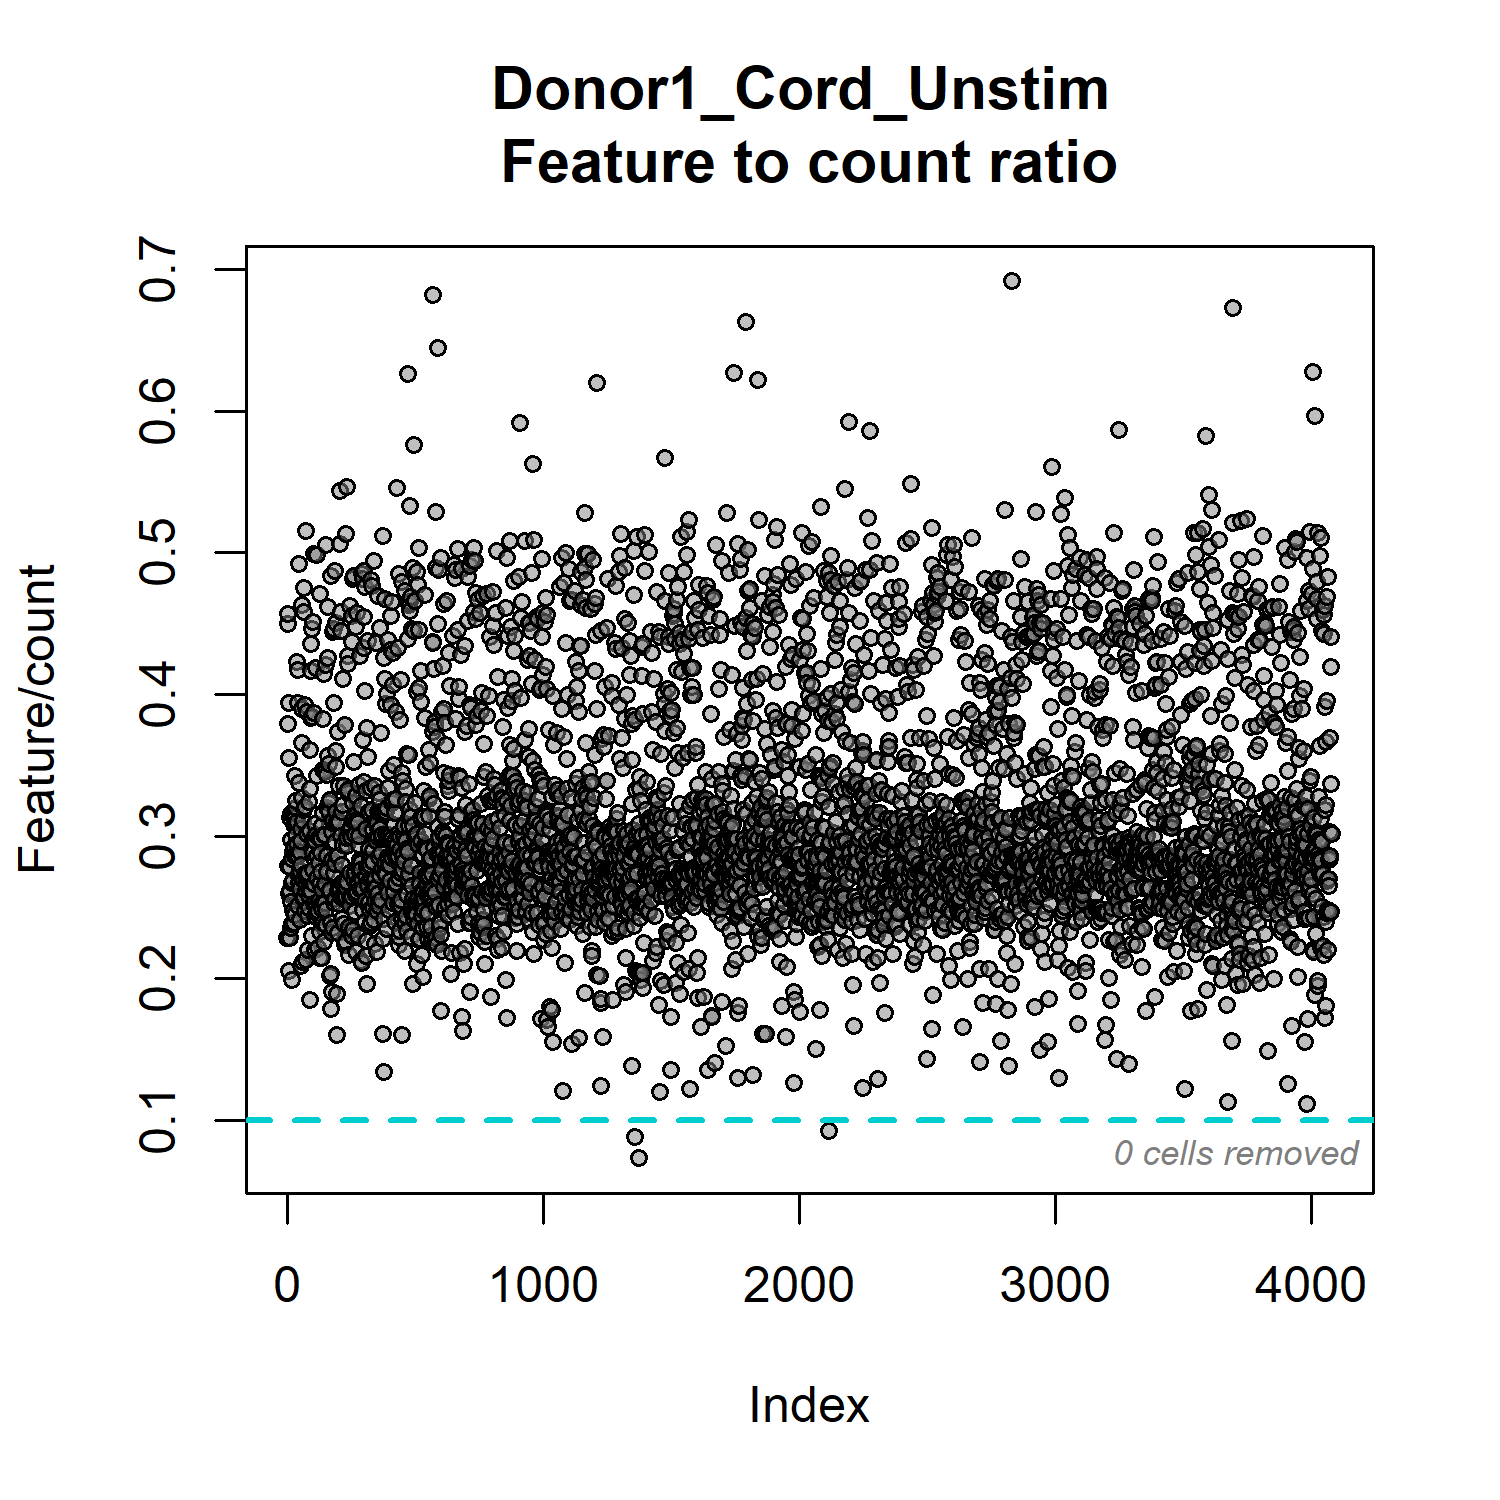 Donor1_Cord_Unstim
Feature to count ratio
0.7
0.6
0.5
0.4
0.3
0.2
0.1
Feature/count
0 cells removed
0 1000 2000 3000 4000
Index